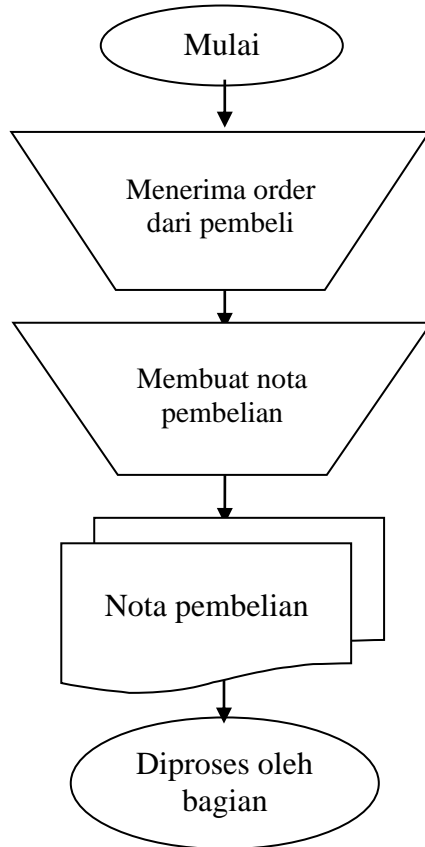 Mulai
Menerima order
dari pembeli
Membuat nota
pembelian
Nota pembelian
Diproses oleh
bagian